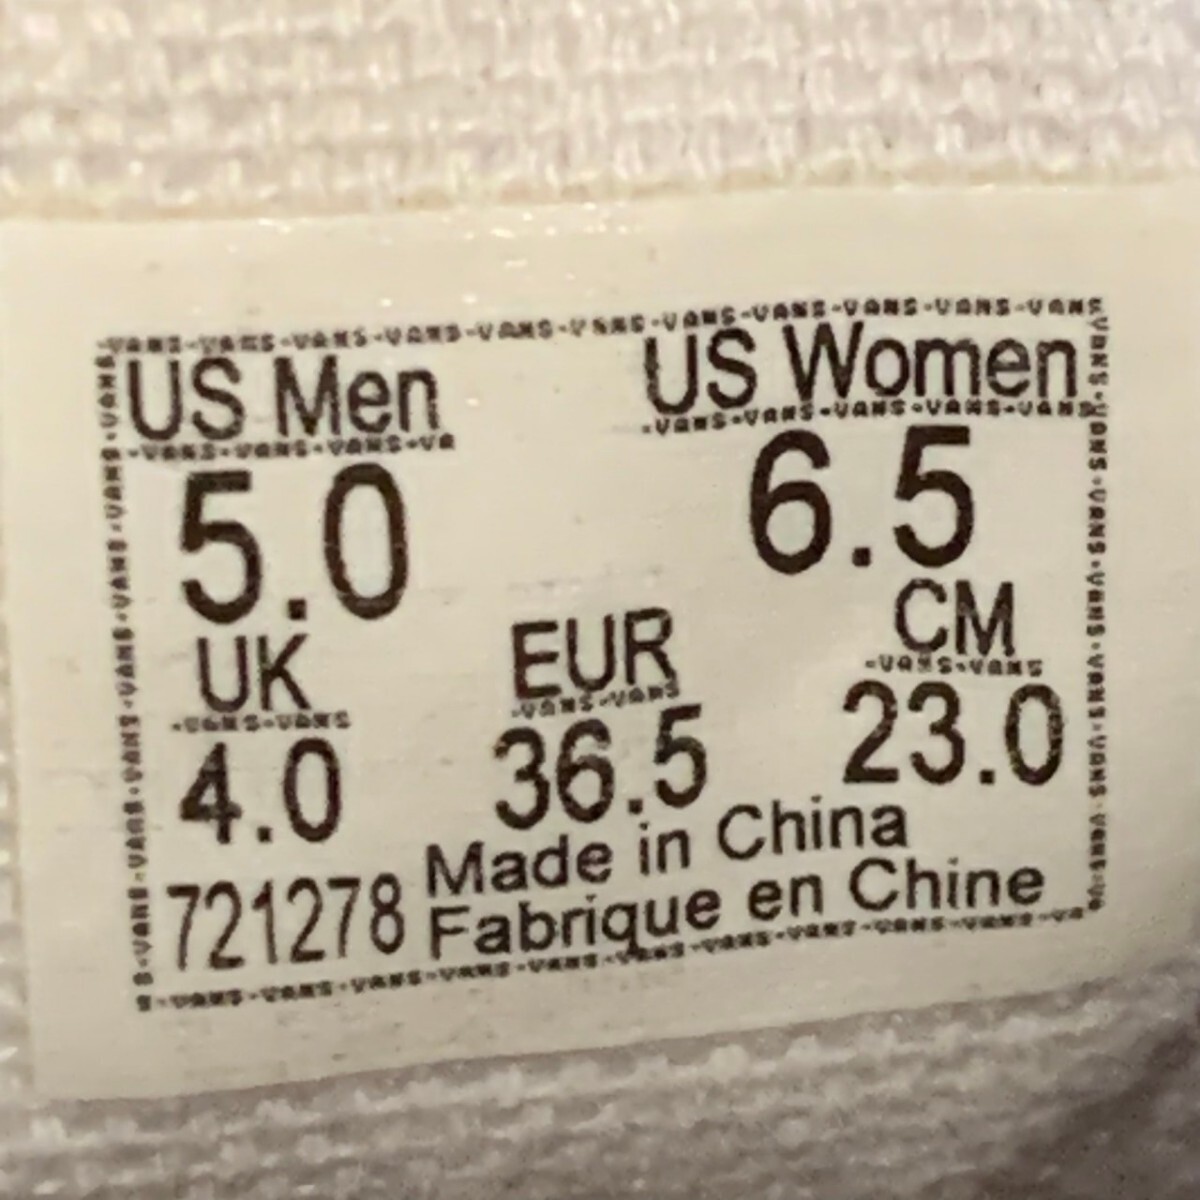 US Men US Women
5.0 6.5
UK EUR CM
4.0 36.5 23.0
721278 Made in China
Fabrique en Chine